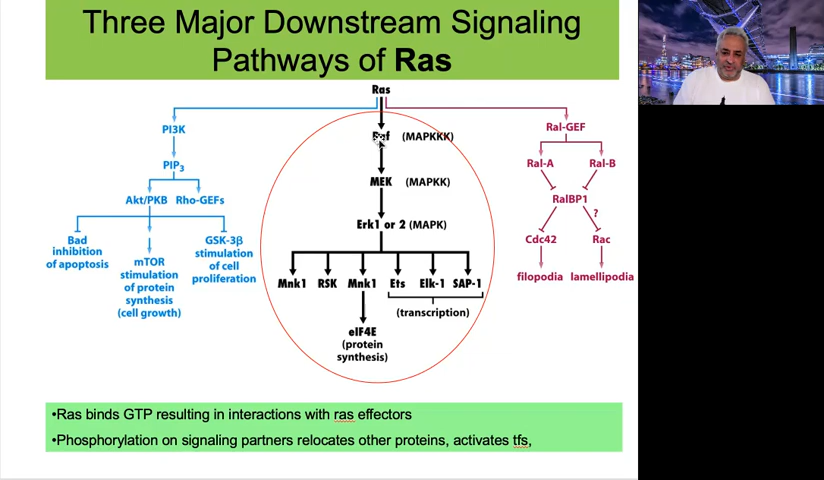 Three Major Downstream Signaling
Pathways of Ras
Ras
PI3K
PIP3
Akt/PKB Rho-GEFs
Bad
inhibition
of apoptosis
mTOR
stimulation
of protein
synthesis
(cell growth)
GSK-3β
stimulation
of cell
proliferation
Raf (MAPKKK)
MEK (MAPKK)
Erk1 or 2 (MAPK)
Mnk1 RSK Mnk1 Ets Elk-1 SAP-1
(transcription)
eIF4E
(protein
synthesis)
Ral-GEF
Ral-A Ral-B
RalBP1
?
Cdc42 Rac
filopodia lamellipodia
•Ras binds GTP resulting in interactions with ras effectors
•Phosphorylation on signaling partners relocates other proteins, activates tfs,